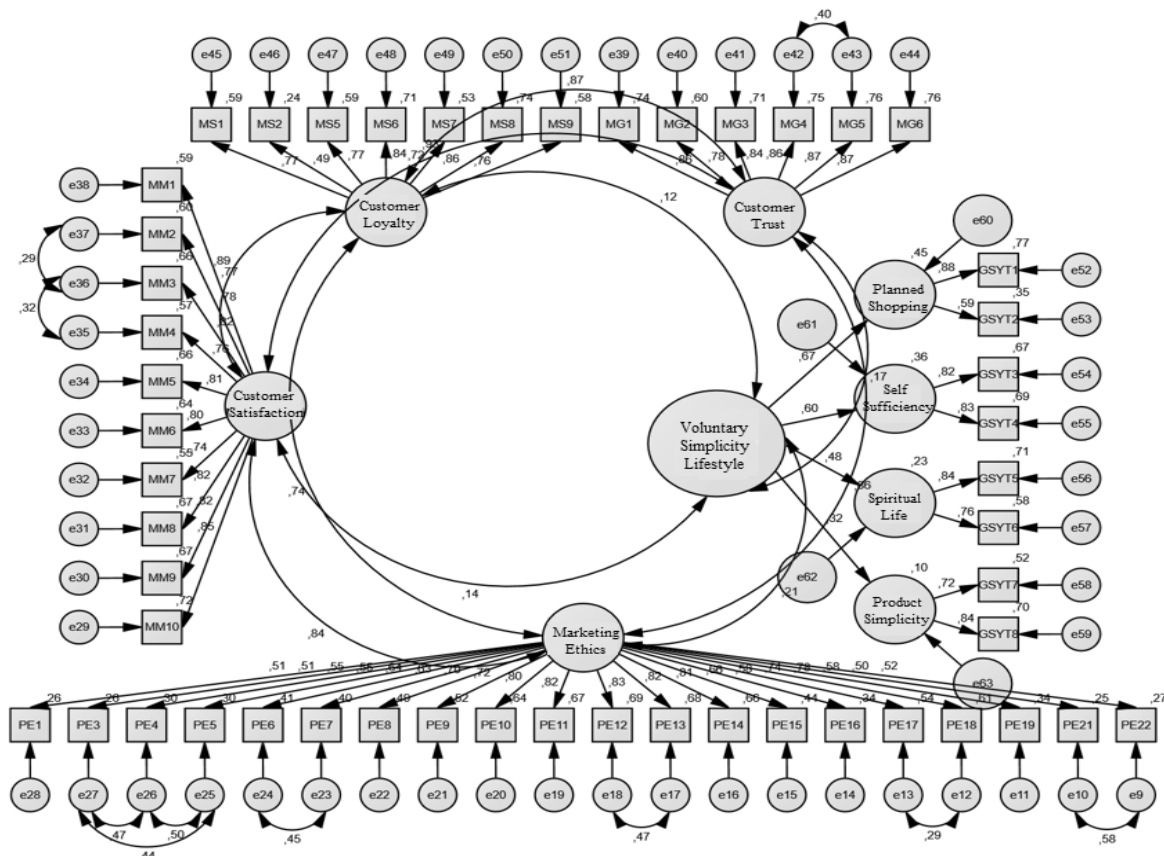 ,40
e45 e46 e47 e48 e49 e50 e51 e39 e40 e41 e42 e43 e44
,87
,59 ,24 ,59 ,71 ,53 ,74 ,58 ,74 ,60 ,71 ,75 ,76 ,76
MS1 MS2 MS5 MS6 MS7 MS8 MS9 MG1 MG2 MG3 MG4 MG5 MG6
,77 ,49 ,77 ,84 ,86 ,76 ,86 ,78 ,84 ,86 ,87 ,87
,59
e38 MM1
,60
Customer
Loyalty
,12
Customer
Trust
e60
e37 MM2
,29
,66
,89
,77
,78
,45 ,88 ,77
Planned
Shopping
GSYT1 e52
e36 MM3
,57
,32
,59 ,35
GSYT2 e53
e35 MM4
,76
e61
,66
,67
,17
,36 ,82 ,67
GSYT3 e54
e34 MM5
,81
Customer
Satisfaction
Self
Sufficiency
,64
,80
,60
,83 ,69
GSYT4 e55
e33 MM6
,55
,74
Voluntary
Simplicity
Lifestyle
,48
,23 ,84 ,71
GSYT5 e56
e32 MM7
,82
,74
Spiritual
Life
,76 ,58
GSYT6 e57
,67
e31 MM8
,82
,85
,32
e62
,67
e30 MM9
,10 ,72 ,52
GSYT7 e58
,72
,14
,21
Product
Simplicity
e29 MM10
,84
Marketing
Ethics
,84 ,70
GSYT8 e59
e63
,51 ,51 ,55 ,55 ,64 ,63 ,70 ,72 ,80 ,82 ,83 ,82 ,81 ,66 ,58 ,74 ,78 ,58 ,50 ,52
,26 ,26 ,30 ,30 ,41 ,40 ,49 ,52 ,64 ,67 ,69 ,68 ,66 ,44 ,34 ,54 ,61 ,34 ,25 ,27
PE1 PE3 PE4 PE5 PE6 PE7 PE8 PE9 PE10 PE11 PE12 PE13 PE14 PE15 PE16 PE17 PE18 PE19 PE21 PE22
e28 e27 e26 e25 e24 e23 e22 e21 e20 e19 e18 e17 e16 e15 e14 e13 e12 e11 e10 e9
,47 ,50 ,45 ,47 ,29 ,58
,44